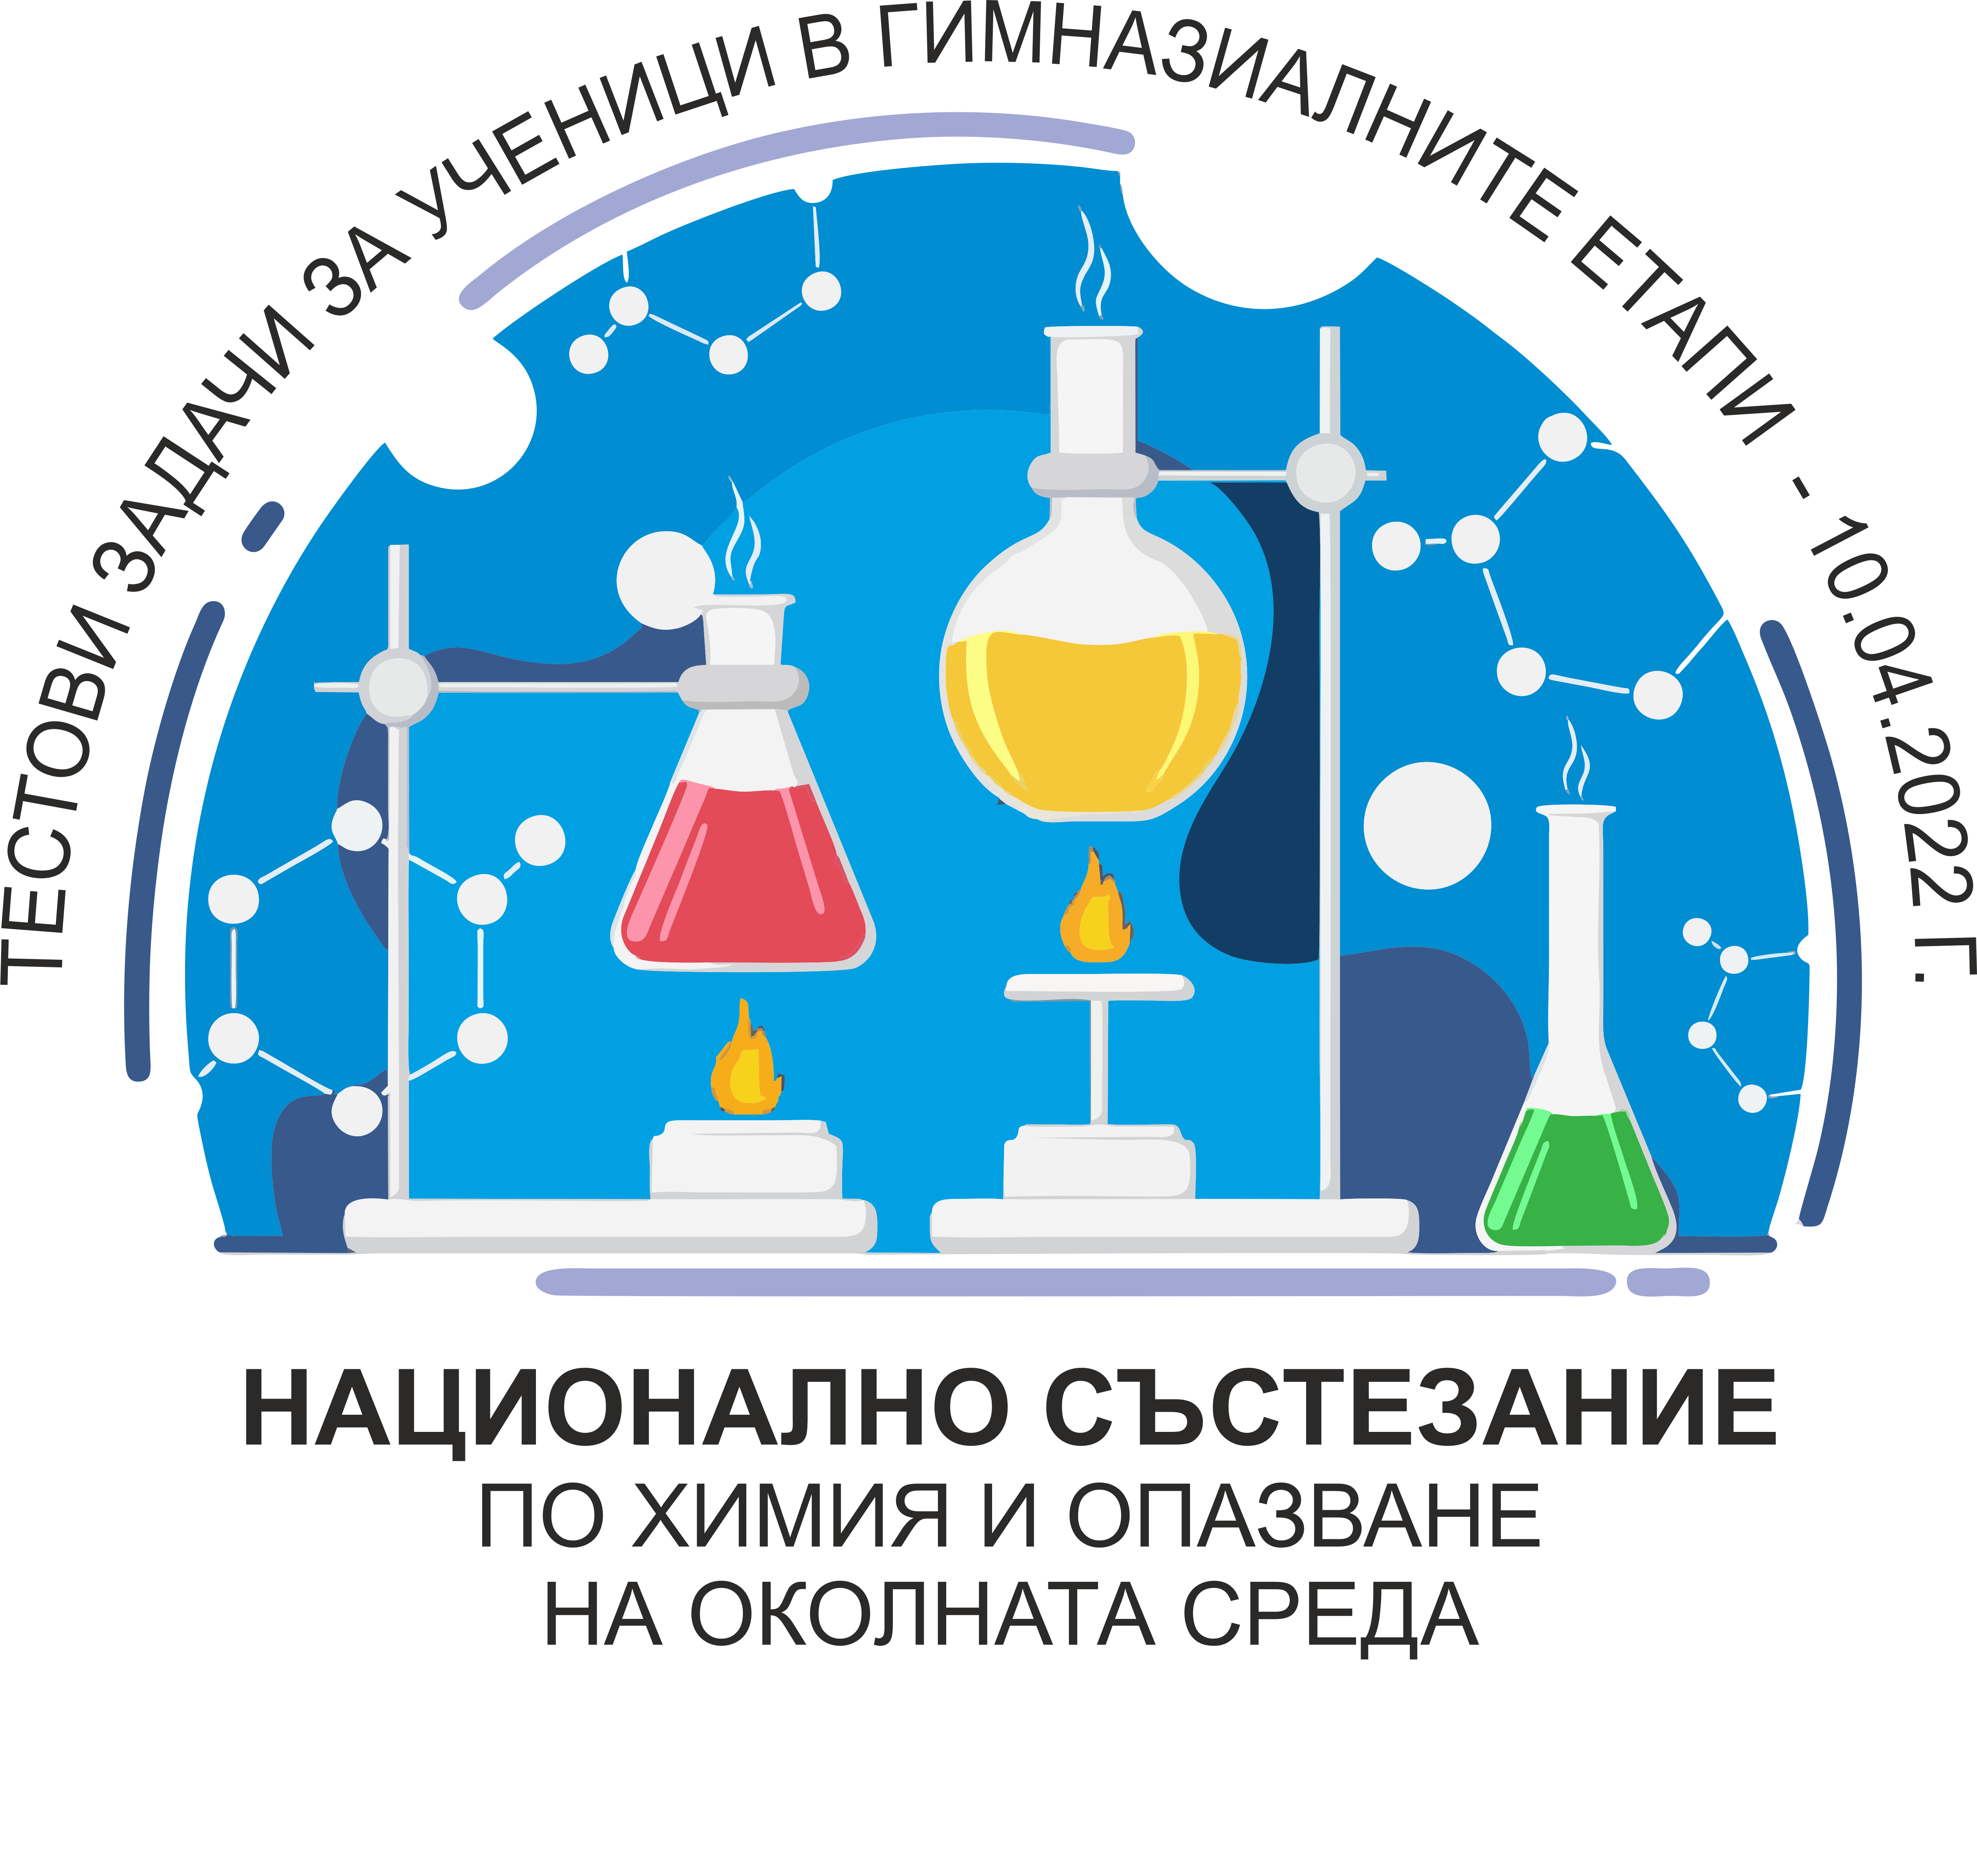 ТЕСТОВИ ЗАДАЧИ ЗА УЧЕНИЦИ В ГИМНАЗИАЛНИТЕ ЕТАПИ - 10.04.2022 Г.
НАЦИОНАЛНО СЪСТЕЗАНИЕ
ПО ХИМИЯ И ОПАЗВАНЕ
НА ОКОЛНАТА СРЕДА